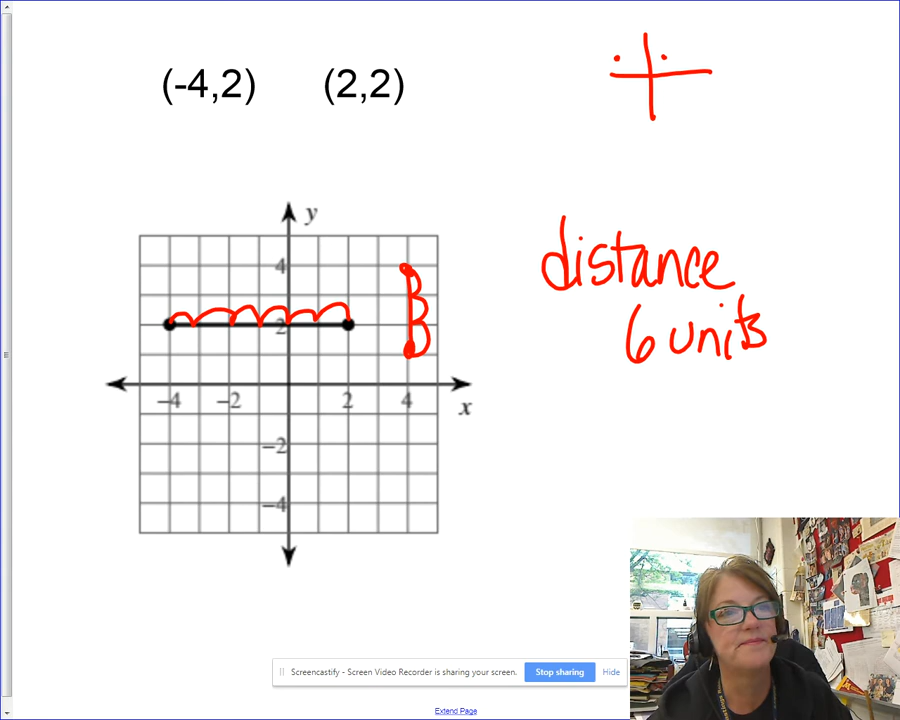 (-4,2) (2,2)
y
4
distance
2
6 units
-4 -2 2 4
x
-2
-4
Screencastify - Screen Video Recorder is sharing your screen. Stop sharing Hide
Extend Page